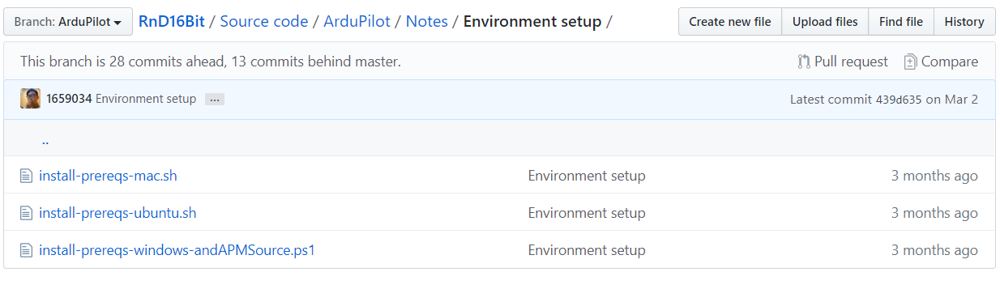 Branch: ArduPilot RnD16Bit / Source code / ArduPilot / Notes / Environment setup / Create new file Upload files Find file History
This branch is 28 commits ahead, 13 commits behind master. Pull request Compare
1659034 Environment setup ... Latest commit 439d635 on Mar 2
..
install-prereqs-mac.sh Environment setup 3 months ago
install-prereqs-ubuntu.sh Environment setup 3 months ago
install-prereqs-windows-andAPMSource.ps1 Environment setup 3 months ago